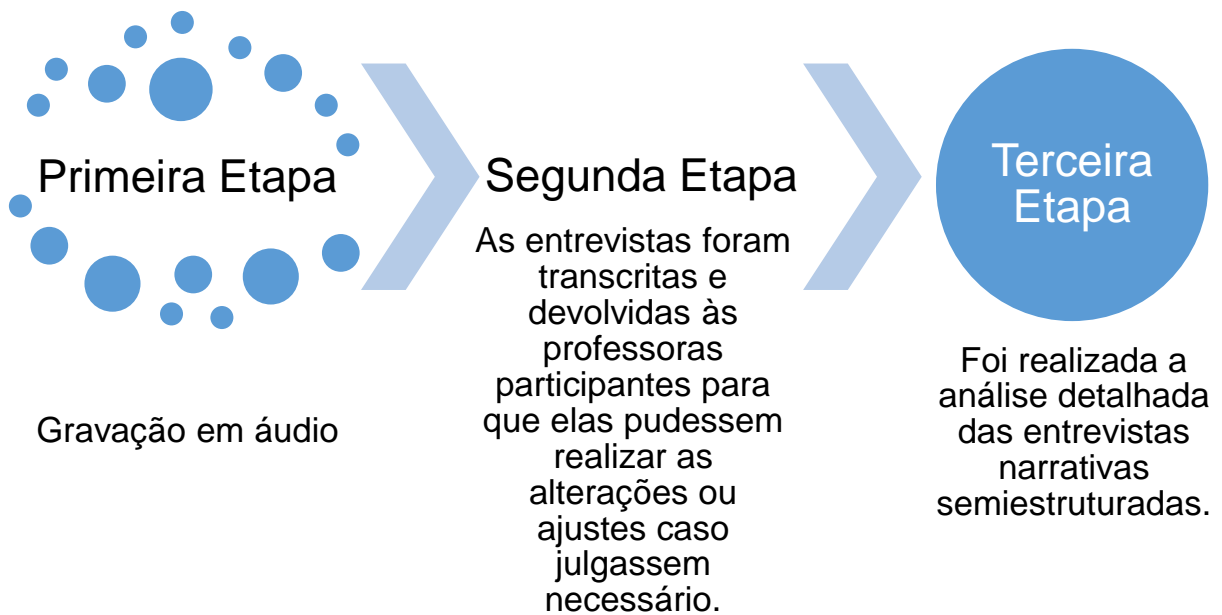 Primeira Etapa
Gravação em áudio
Segunda Etapa
As entrevistas foram
transcritas e
devolvidas às
professoras
participantes para
que elas pudessem
realizar as
alterações ou
ajustes caso
julgassem
necessário.
Terceira
Etapa
Foi realizada a
análise detalhada
das entrevistas
narrativas
semiestruturadas.